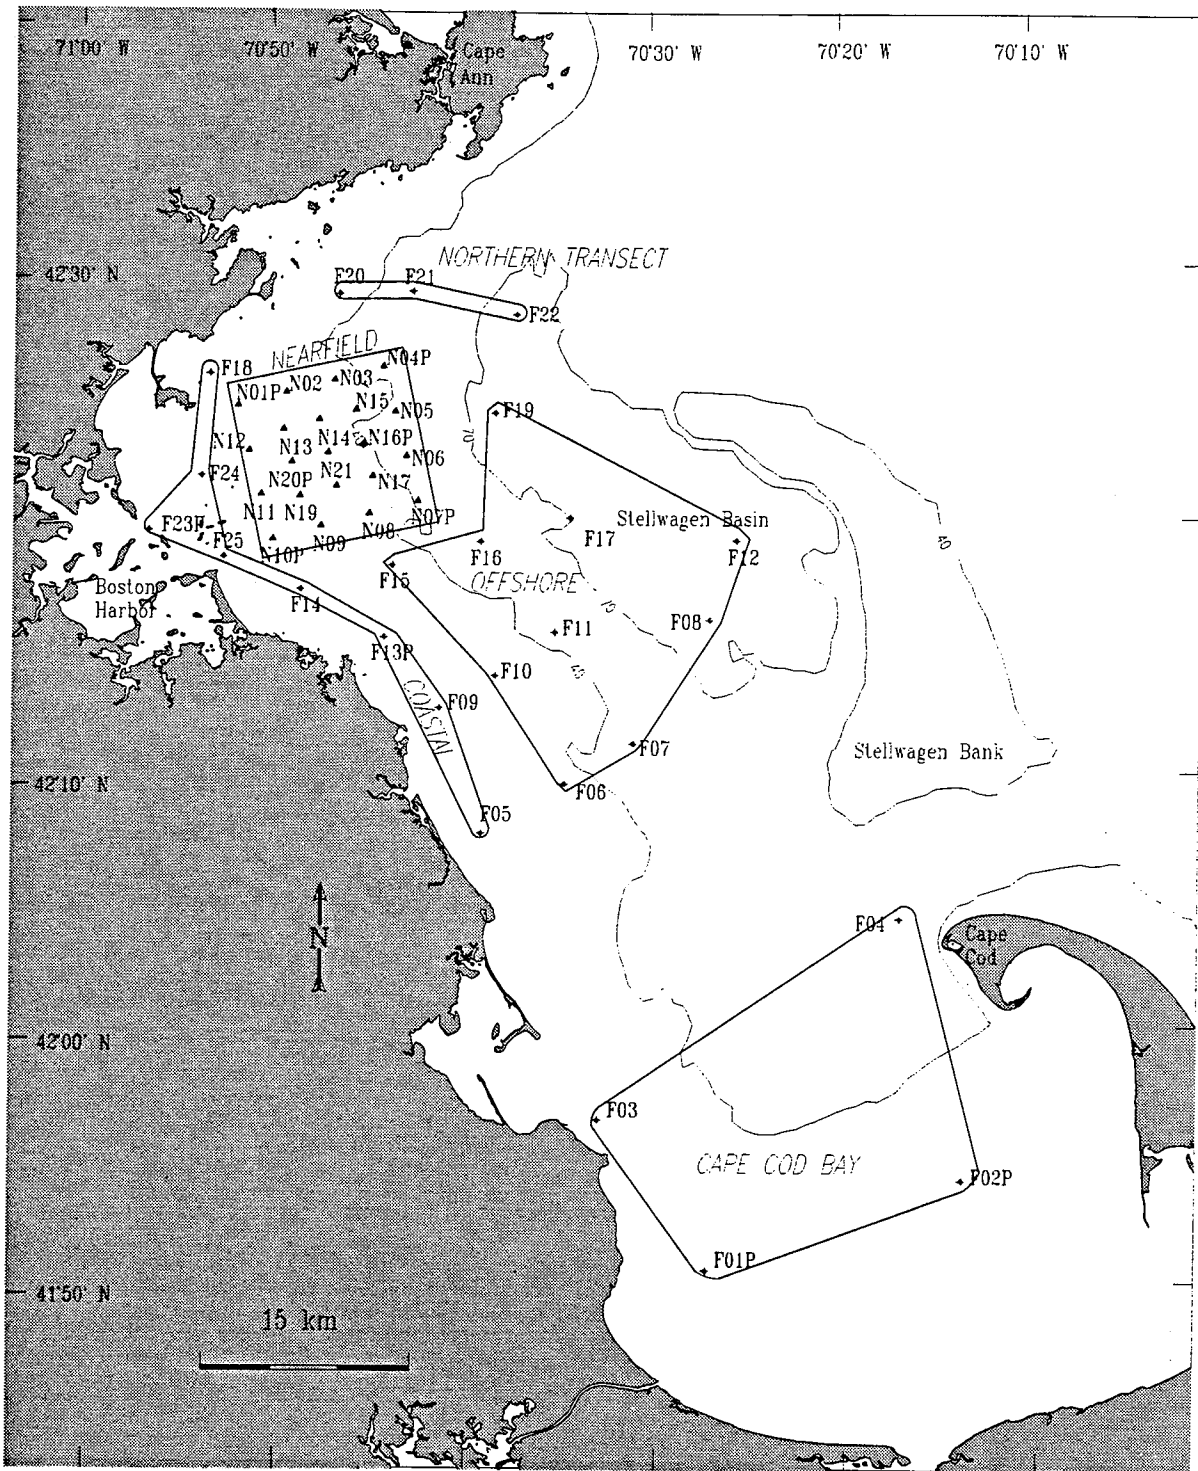 71°00' W
70°50' W
70°30' W
70°20' W
70°10' W
Cape
Ann
NORTHERN TRANSECT
42°30' N
F20
F21
F22
NEARFIELD
F18
N04P
N03
N02
N01P
N15
N05
F19
70
N12
N13
N14
N16P
N06
F24
N21
N20P
N17
N11
N19
N07P
F23P
N09
N08
F25
N10P
F16
F17
Stellwagen Basin
F12
40
F15
OFFSHORE
Boston
Harbor
F14
F11
F08
F13P
F10
40
COASTAL
F09
F07
Stellwagen Bank
42°10' N
F06
F05
N
F04
Cape
Cod
42°00' N
F03
CAPE COD BAY
F02P
F01P
41°50' N
15 km